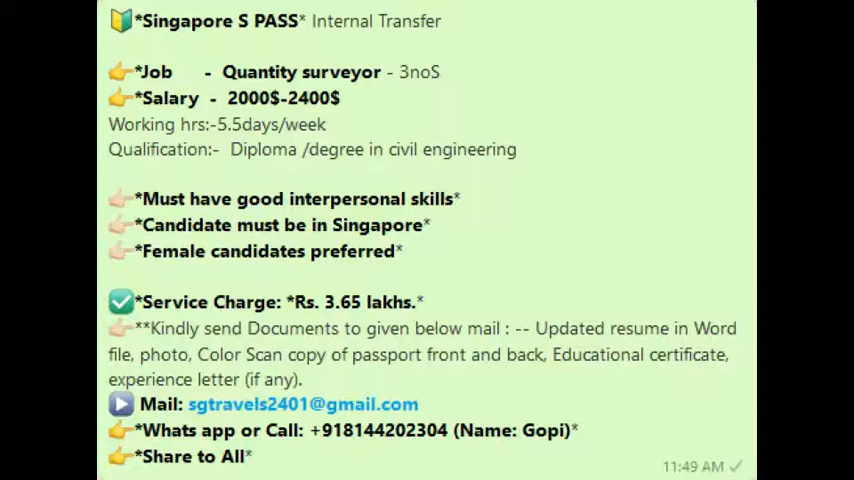 🔰*Singapore S PASS* Internal Transfer
👉*Job - Quantity surveyor - 3noS
👉*Salary - 2000$-2400$
Working hrs:-5.5days/week
Qualification:- Diploma /degree in civil engineering
👉🏻*Must have good interpersonal skills*
👉🏻*Candidate must be in Singapore*
👉🏻*Female candidates preferred*
✅*Service Charge: *Rs. 3.65 lakhs.*
👉🏻**Kindly send Documents to given below mail : -- Updated resume in Word
file, photo, Color Scan copy of passport front and back, Educational certificate,
experience letter (if any).
▶️ Mail: sgtravels2401@gmail.com
👉*Whats app or Call: +918144202304 (Name: Gopi)*
👉*Share to All*
11:49 AM ✓